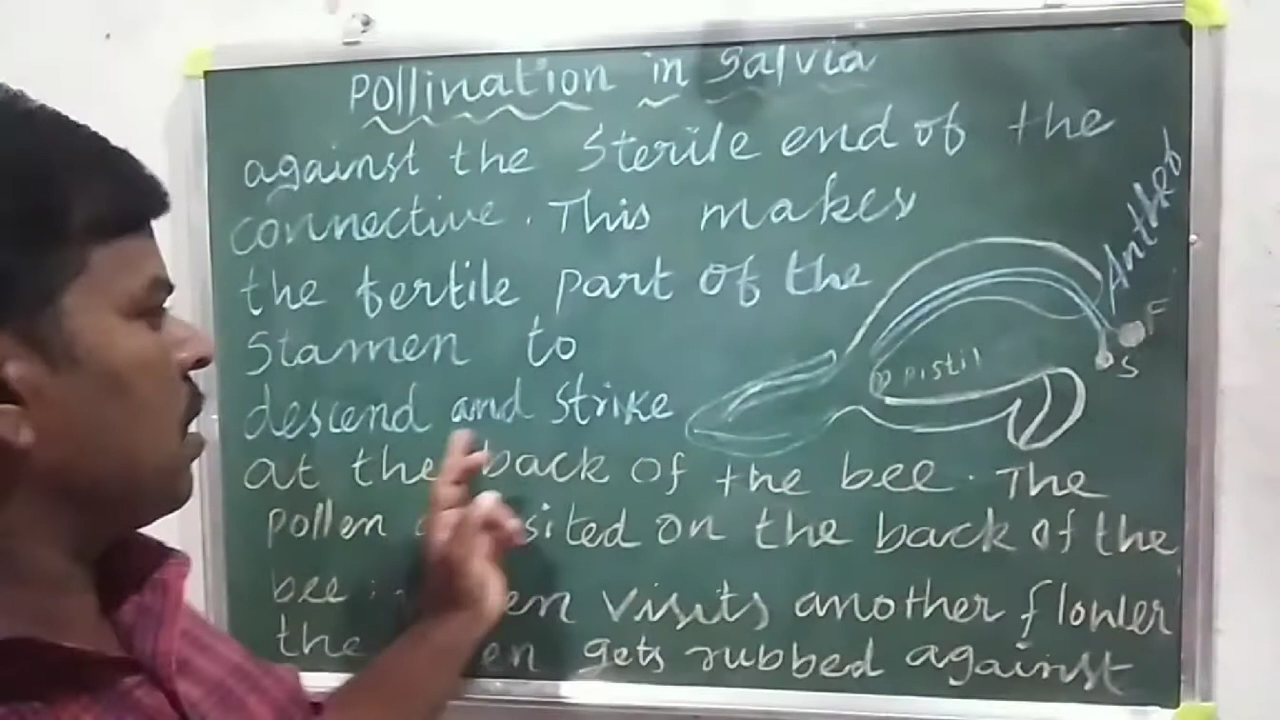 Pollination in Salvia
against the Sterile end of the
connective. This makes
the fertile part of the
Stamen to
descend and strike
at the back of the bee. The
pollen sited on the back of the
bee en visits another flower
the en gets rubbed against
Anther
F
S
pistil